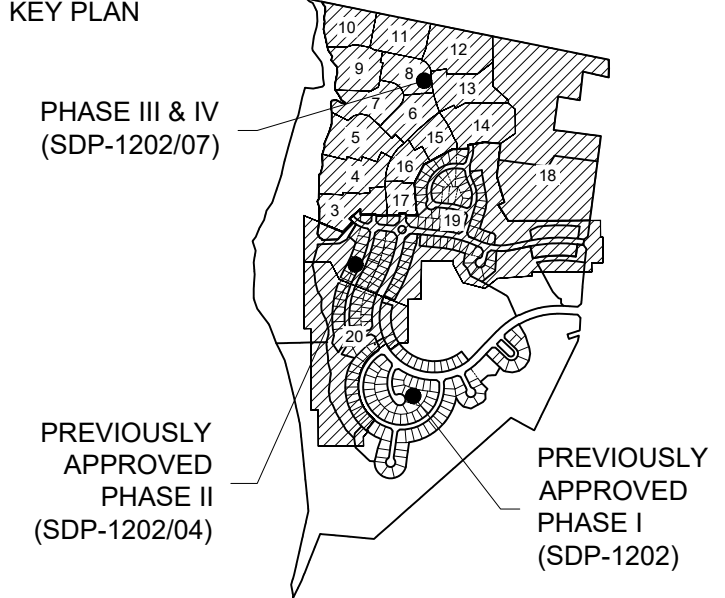 KEY PLAN
10
11
12
9
8
13
7
6
PHASE III & IV
(SDP-1202/07)
5
15
14
4
16
18
3
17
19
20
PREVIOUSLY
APPROVED
PHASE II
(SDP-1202/04)
PREVIOUSLY
APPROVED
PHASE I
(SDP-1202)